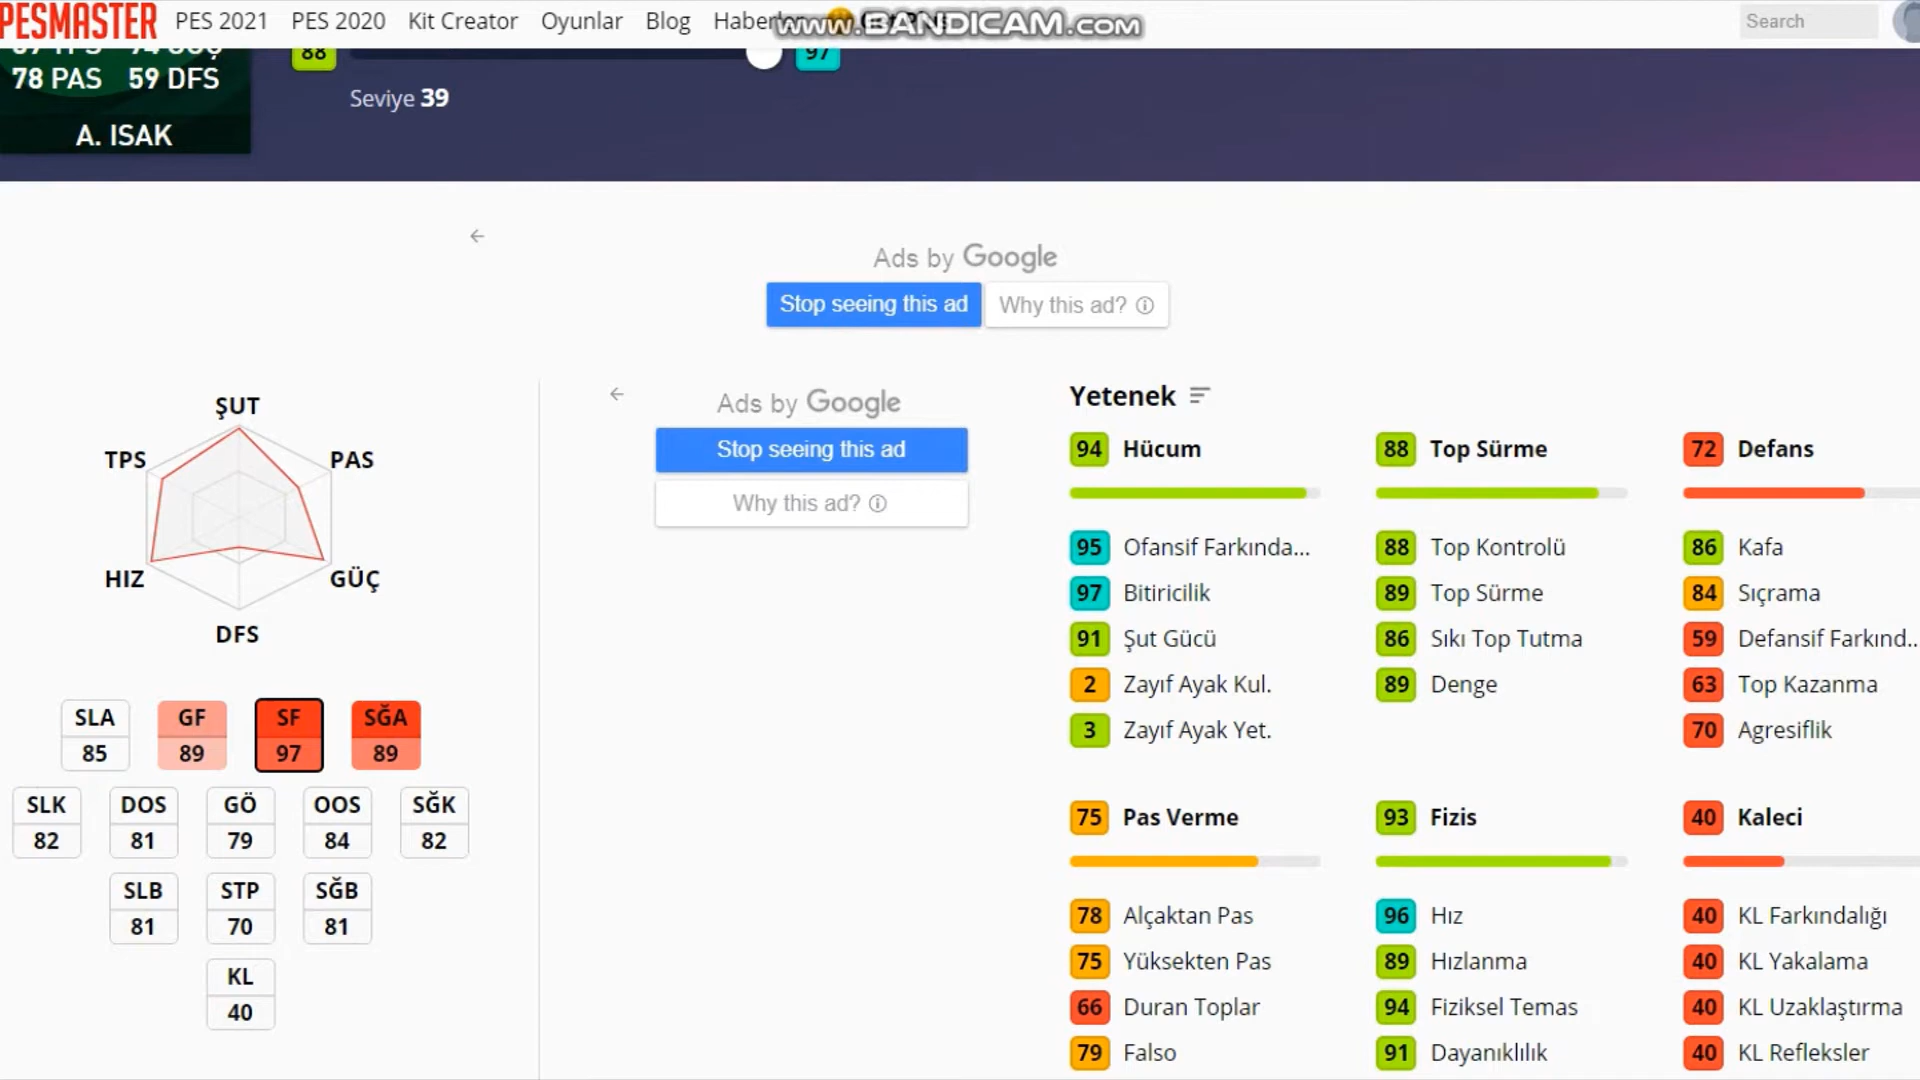 PESMASTER PES 2021 PES 2020 Kit Creator Oyunlar Blog Haberler Search
www.BANDICAM.com
88 97
78 PAS 59 DFS
Seviye 39
A. ISAK
Ads by Google
Stop seeing this ad Why this ad?
ŞUT
TPS PAS
HIZ GÜÇ
DFS
SLA GF SF SĞA
85 89 97 89
SLK DOS GÖ OOS SĞK
82 81 79 84 82
SLB STP SĞB
81 70 81
KL
40
Ads by Google
Stop seeing this ad
Why this ad?
Yetenek
94 Hücum
95 Ofansif Farkında...
97 Bitiricilik
91 Şut Gücü
2 Zayıf Ayak Kul.
3 Zayıf Ayak Yet.
88 Top Sürme
88 Top Kontrolü
89 Top Sürme
86 Sıkı Top Tutma
89 Denge
72 Defans
86 Kafa
84 Sıçrama
59 Defansif Farkınd...
63 Top Kazanma
70 Agresiflik
75 Pas Verme
78 Alçaktan Pas
75 Yüksekten Pas
66 Duran Toplar
79 Falso
93 Fizis
96 Hız
89 Hızlanma
94 Fiziksel Temas
91 Dayanıklılık
40 Kaleci
40 KL Farkındalığı
40 KL Yakalama
40 KL Uzaklaştırma
40 KL Refleksler